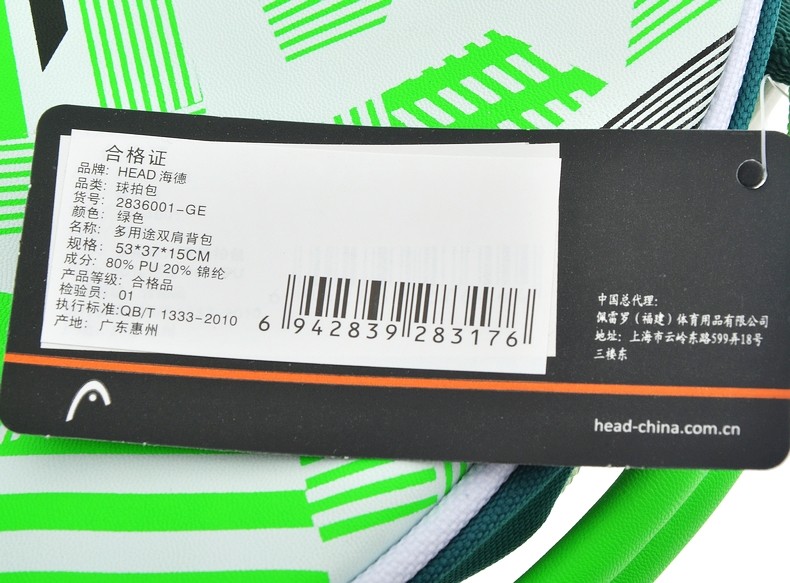 合格证
品牌: HEAD 海德
品类: 球拍包
货号: 2836001-GE
颜色: 绿色
名称: 多用途双肩背包
规格: 53*37*15CM
成分: 80% PU 20% 锦纶
产品等级: 合格品
检验员: 01
执行标准:QB/T 1333-2010
产地: 广东惠州
6 942839 283176
中国总代理:
佩雷罗（福建）体育用品有限公司
地址: 上海市云岭东路599弄18号
三楼东
head-china.com.cn